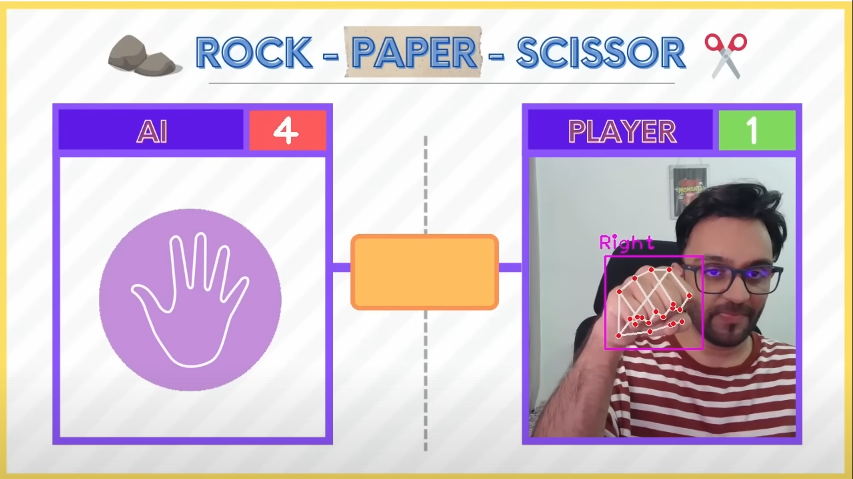 ROCK - PAPER - SCISSOR
AI 4
PLAYER 1
Right